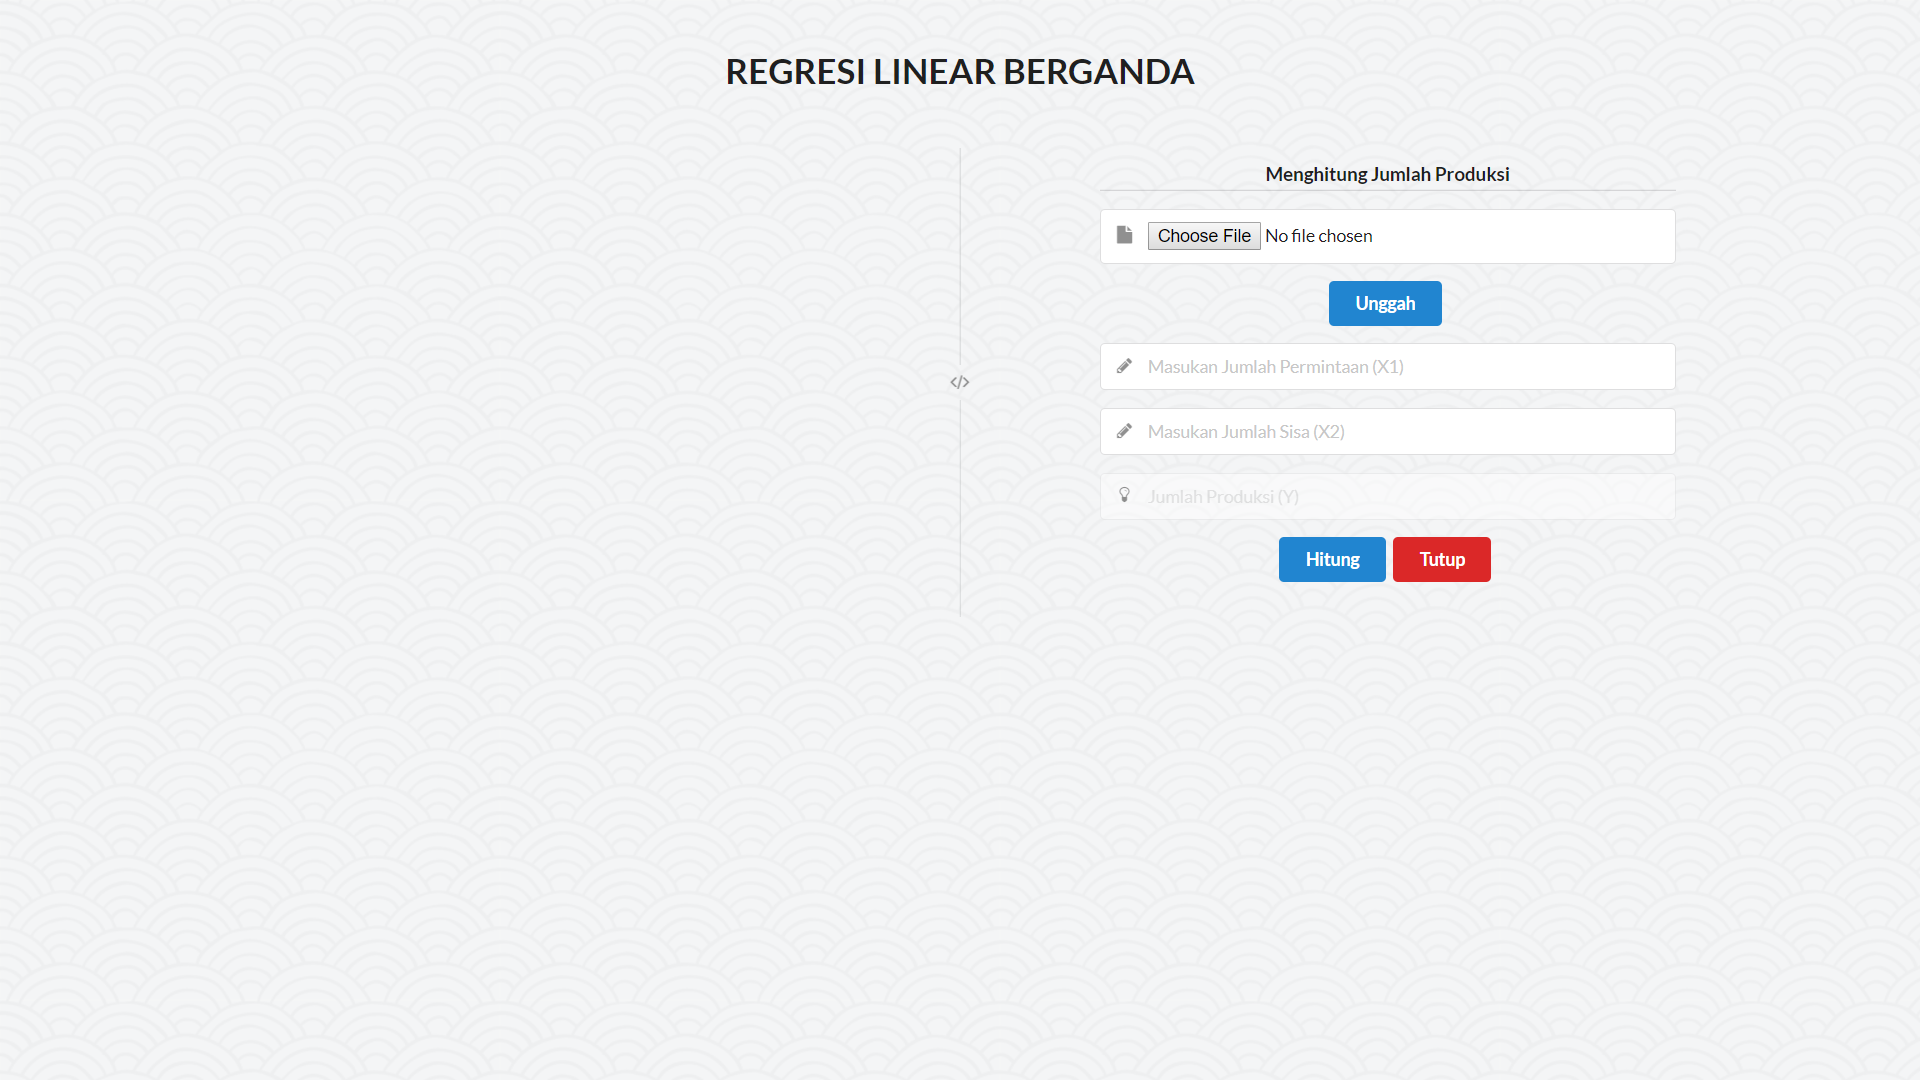 REGRESI LINEAR BERGANDA
Menghitung Jumlah Produksi
Choose File No file chosen
Unggah
Masukan Jumlah Permintaan (X1)
Masukan Jumlah Sisa (X2)
Jumlah Produksi (Y)
Hitung Tutup